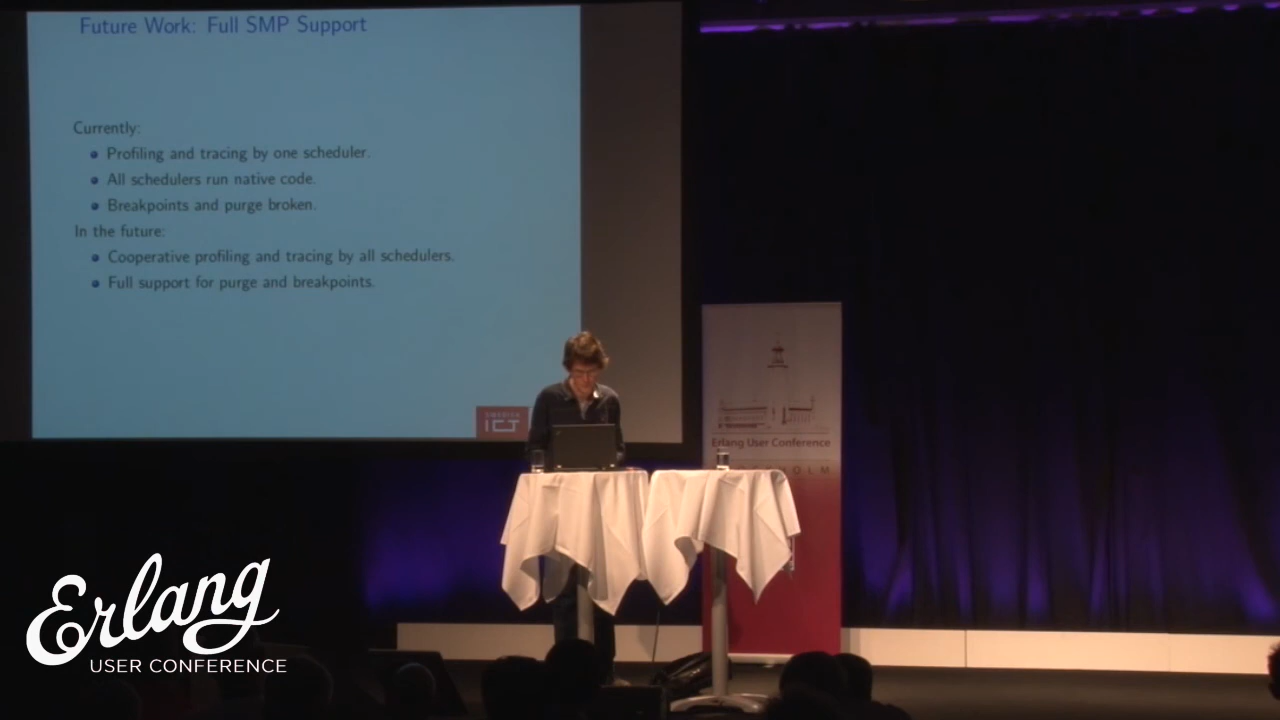 Future Work: Full SMP Support
Currently:
Profiling and tracing by one scheduler.
All schedulers run native code.
Breakpoints and purge broken.
In the future:
Cooperative profiling and tracing by all schedulers.
Full support for purge and breakpoints.
SWEDISH
ICT
Erlang User Conference
Erlang
USER CONFERENCE